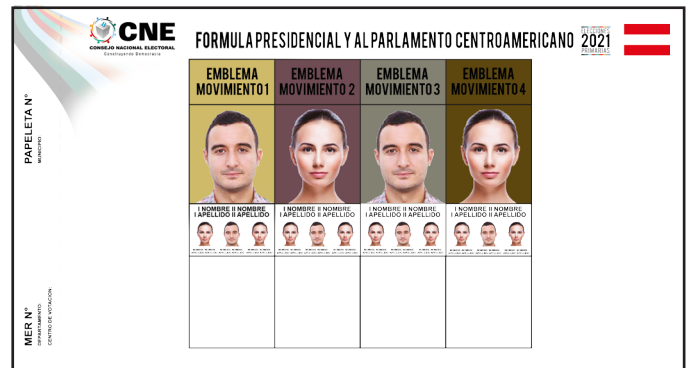 CNE
CONSEJO NACIONAL ELECTORAL
Construyendo Democracia
FORMULA PRESIDENCIAL Y AL PARLAMENTO CENTROAMERICANO
ELECCIONES
2021
PRIMARIAS
EMBLEMA
MOVIMIENTO 1
EMBLEMA
MOVIMIENTO 2
EMBLEMA
MOVIMIENTO 3
EMBLEMA
MOVIMIENTO 4
I NOMBRE II NOMBRE
I APELLIDO II APELLIDO
I NOMBRE II NOMBRE
I APELLIDO II APELLIDO
I NOMBRE II NOMBRE
I APELLIDO II APELLIDO
I NOMBRE II NOMBRE
I APELLIDO II APELLIDO
PAPELETA N°
MUNICIPIO:
MER N°
DEPARTAMENTO:
CENTRO DE VOTACION: